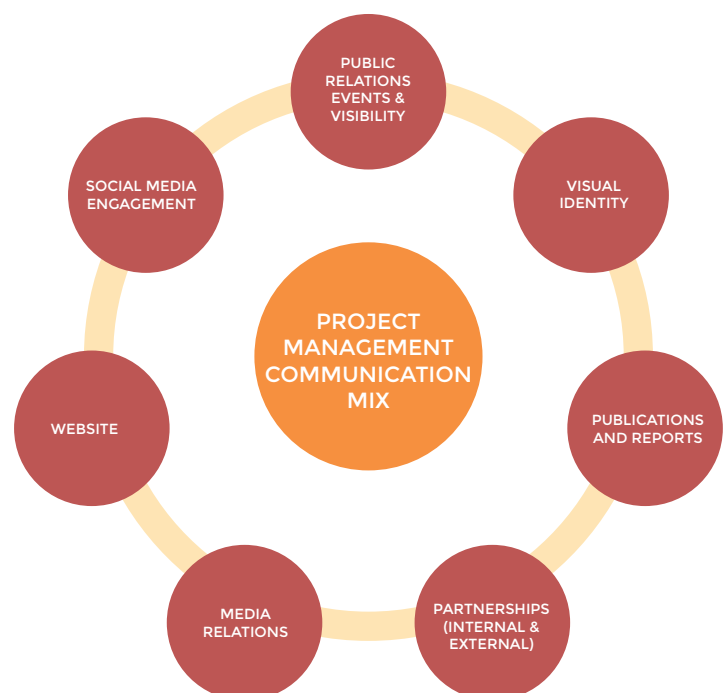 PUBLIC
RELATIONS
EVENTS &
VISIBILITY
VISUAL
IDENTITY
PUBLICATIONS
AND REPORTS
PARTNERSHIPS
(INTERNAL &
EXTERNAL)
MEDIA
RELATIONS
WEBSITE
SOCIAL MEDIA
ENGAGEMENT
PROJECT
MANAGEMENT
COMMUNICATION
MIX